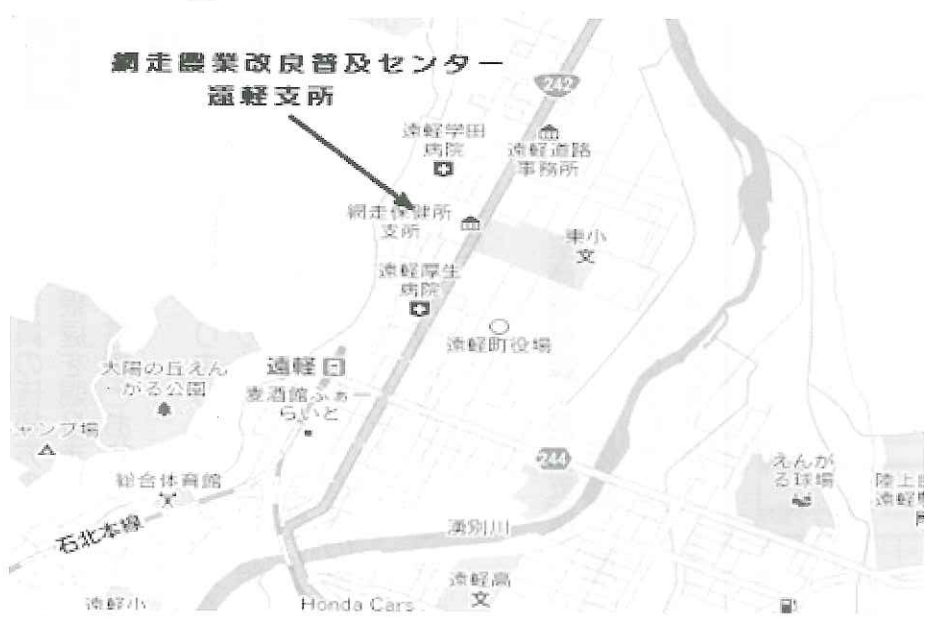 網走農業改良普及センター
遠軽支所
242
遠軽学田
病院
遠軽道路
事務所
網走保健所
支所
東小
文
遠軽厚生
病院
遠軽町役場
遠軽
太陽の丘えん
がる公園
麦酒館ふぁー
らいと
キャンプ場
総合体育館
244
えんが
る球場
陸上自
遠軽駐
石北本線
湧別川
遠軽高
文
遠軽小
Honda Cars